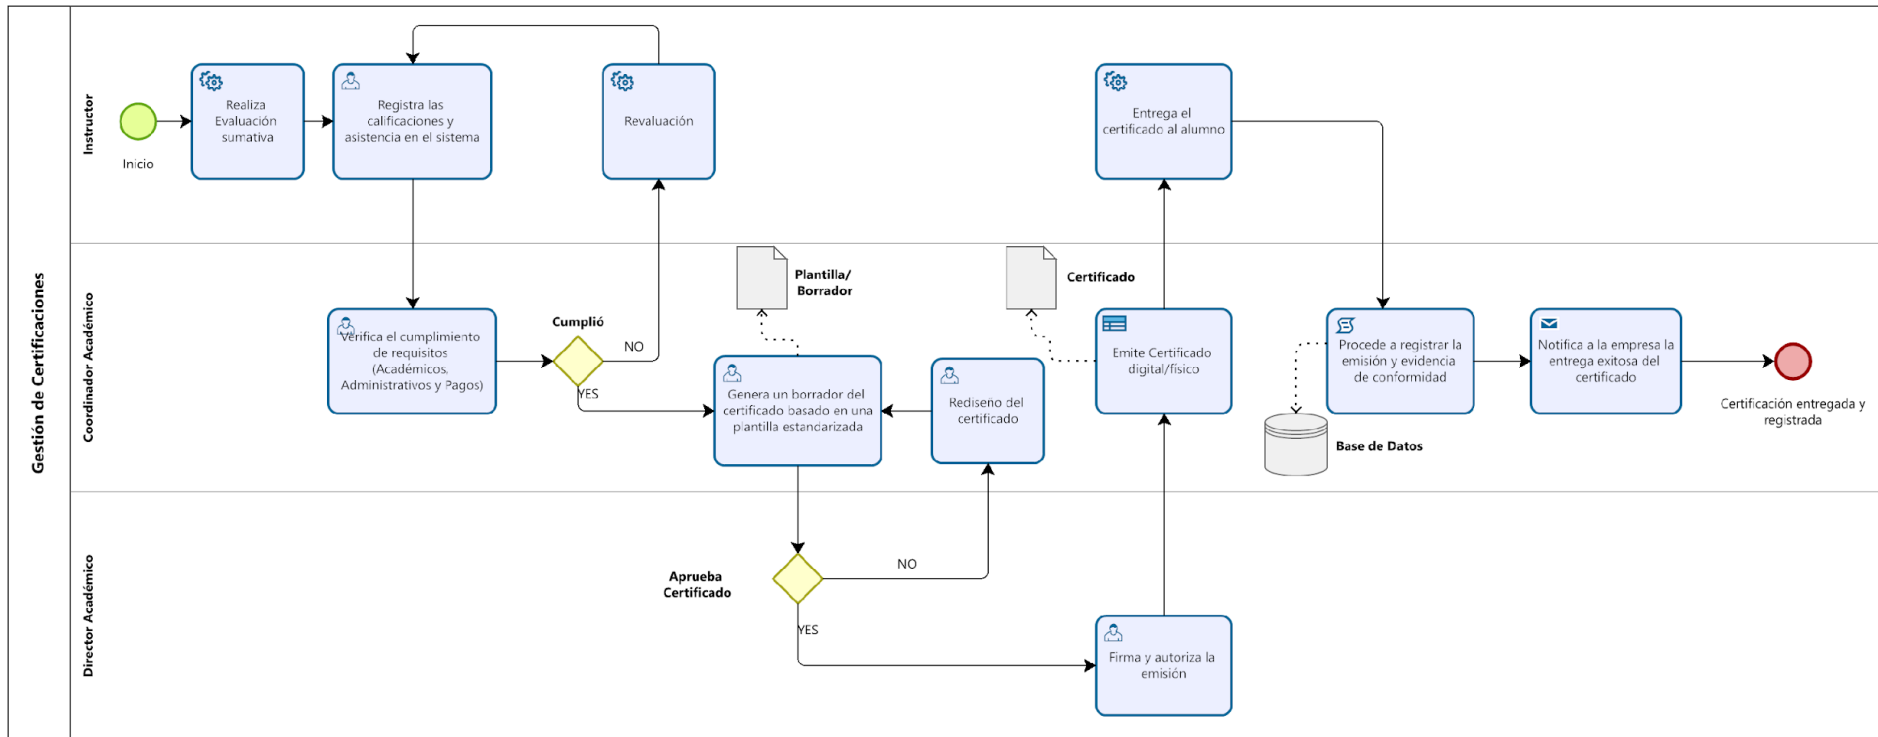 Gestión de Certificaciones
Instructor
Inicio
Realiza
Evaluación
sumativa
Registra las
calificaciones y
asistencia en el sistema
Revaluación
Entrega el
certificado al alumno
Coordinador Académico
Verifica el cumplimiento
de requisitos
(Académicos,
Administrativos y Pagos)
Cumplió
NO
YES
Plantilla/
Borrador
Genera un borrador del
certificado basado en una
plantilla estandarizada
Rediseño del
certificado
Certificado
Emite Certificado
digital/físico
Procede a registrar la
emisión y evidencia
de conformidad
Base de Datos
Notifica a la empresa la
entrega exitosa del
certificado
Certificación entregada y
registrada
Director Académico
Aprueba
Certificado
NO
YES
Firma y autoriza la
emisión